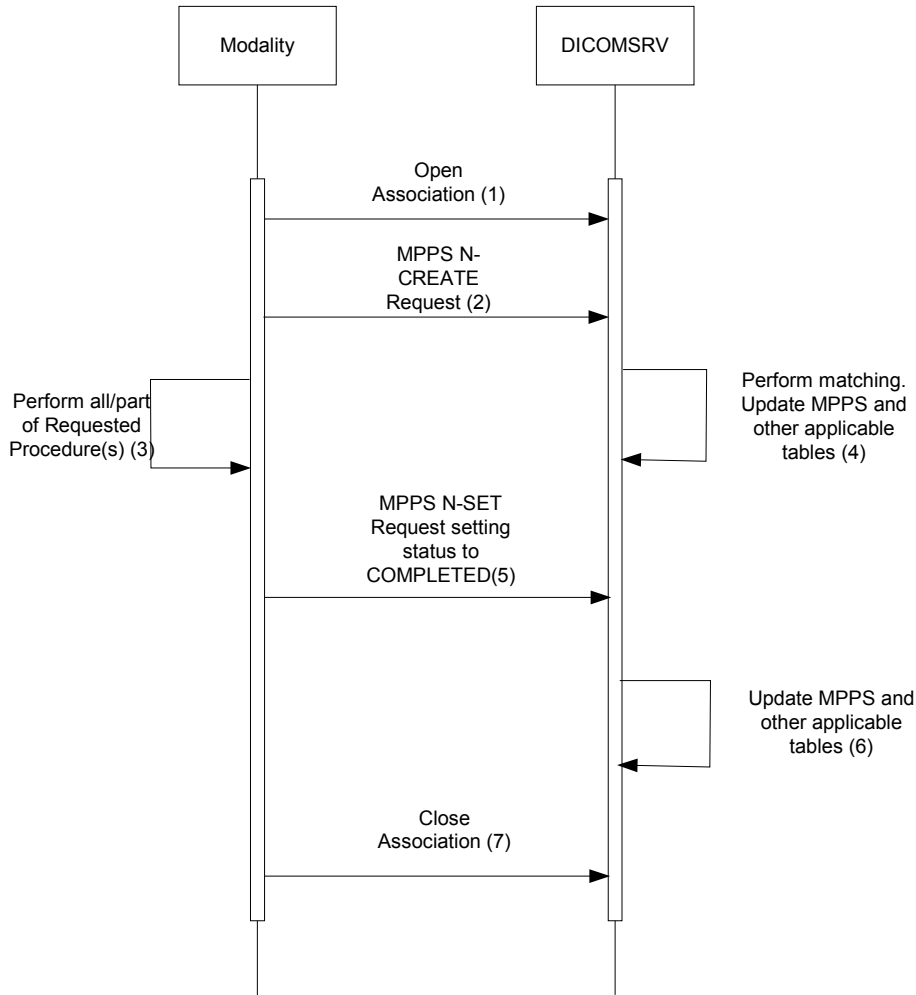 Modality
DICOMSRV
Open
Association (1)
MPPS N-
CREATE
Request (2)
Perform all/part
of Requested
Procedure(s) (3)
Perform matching.
Update MPPS and
other applicable
tables (4)
MPPS N-SET
Request setting
status to
COMPLETED(5)
Update MPPS and
other applicable
tables (6)
Close
Association (7)